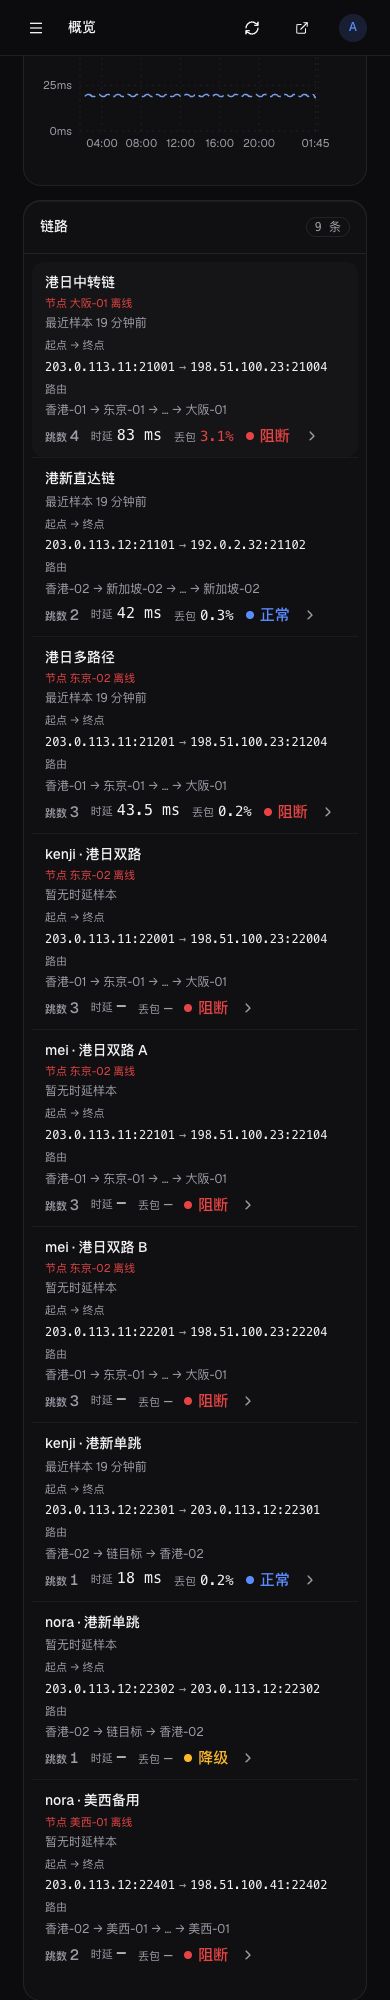 概览
A
25ms
0ms
04:00 08:00 12:00 16:00 20:00 01:45
链路
9 条
港日中转链
节点 大阪-01 离线
最近样本 19 分钟前
起点 → 终点
203.0.113.11:21001 → 198.51.100.23:21004
路由
香港-01 → 东京-01 → … → 大阪-01
跳数 4 时延 83 ms 丢包 3.1% 阻断
港新直达链
最近样本 19 分钟前
起点 → 终点
203.0.113.12:21101 → 192.0.2.32:21102
路由
香港-02 → 新加坡-02 → … → 新加坡-02
跳数 2 时延 42 ms 丢包 0.3% 正常
港日多路径
节点 东京-02 离线
最近样本 19 分钟前
起点 → 终点
203.0.113.11:21201 → 198.51.100.23:21204
路由
香港-01 → 东京-01 → … → 大阪-01
跳数 3 时延 43.5 ms 丢包 0.2% 阻断
kenji · 港日双路
节点 东京-02 离线
暂无时延样本
起点 → 终点
203.0.113.11:22001 → 198.51.100.23:22004
路由
香港-01 → 东京-01 → … → 大阪-01
跳数 3 时延 — 丢包 — 阻断
mei · 港日双路 A
节点 东京-02 离线
暂无时延样本
起点 → 终点
203.0.113.11:22101 → 198.51.100.23:22104
路由
香港-01 → 东京-01 → … → 大阪-01
跳数 3 时延 — 丢包 — 阻断
mei · 港日双路 B
节点 东京-02 离线
暂无时延样本
起点 → 终点
203.0.113.11:22201 → 198.51.100.23:22204
路由
香港-01 → 东京-01 → … → 大阪-01
跳数 3 时延 — 丢包 — 阻断
kenji · 港新单跳
最近样本 19 分钟前
起点 → 终点
203.0.113.12:22301 → 203.0.113.12:22301
路由
香港-02 → 链目标 → 香港-02
跳数 1 时延 18 ms 丢包 0.2% 正常
nora · 港新单跳
暂无时延样本
起点 → 终点
203.0.113.12:22302 → 203.0.113.12:22302
路由
香港-02 → 链目标 → 香港-02
跳数 1 时延 — 丢包 — 降级
nora · 美西备用
节点 美西-01 离线
暂无时延样本
起点 → 终点
203.0.113.12:22401 → 198.51.100.41:22402
路由
香港-02 → 美西-01 → … → 美西-01
跳数 2 时延 — 丢包 — 阻断